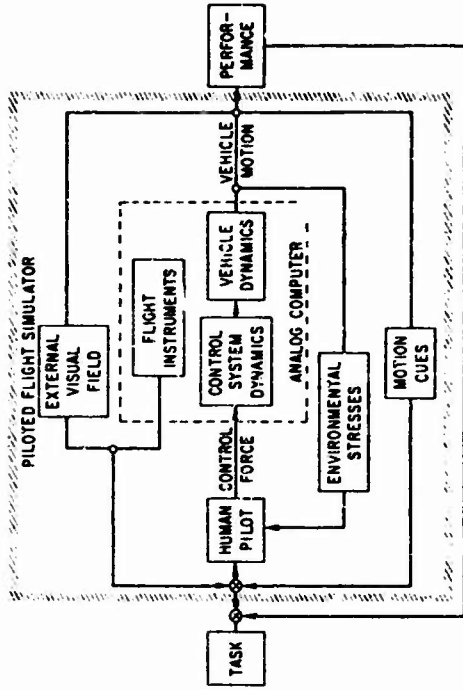 PILOTED FLIGHT SIMULATOR
EXTERNAL
VISUAL
FIELD
FLIGHT
INSTRUMENTS
TASK
HUMAN
PILOT
CONTROL
FORCE
CONTROL
SYSTEM
DYNAMICS
VEHICLE
DYNAMICS
VEHICLE
MOTION
PERFOR-
MANCE
ANALOG COMPUTER
ENVIRONMENTAL
STRESSES
MOTION
CUES